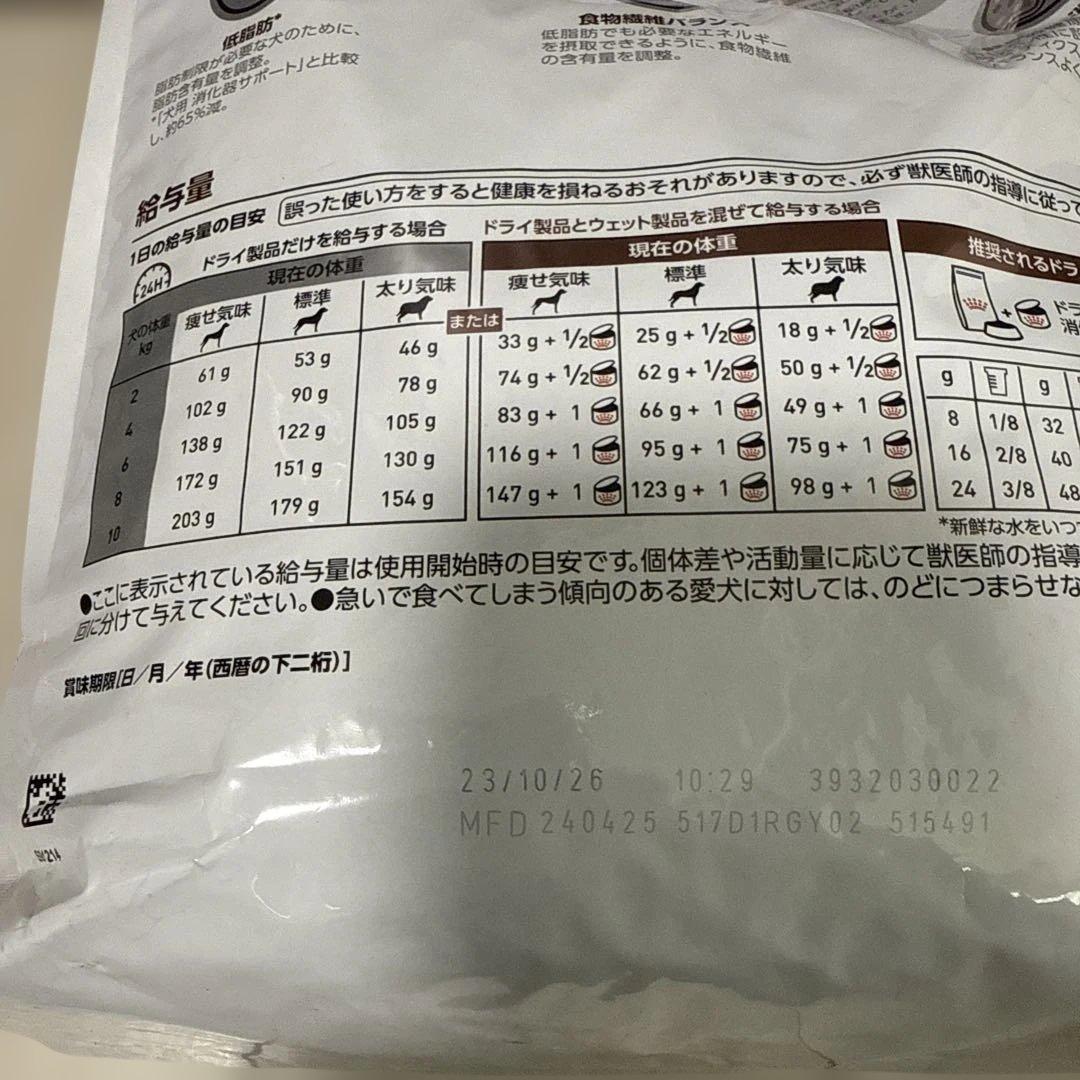 低脂肪*
脂肪制限が必要な犬のために、
脂肪含有量を調整。
*「犬用 消化器サポート」と比較
し、約65%減。
食物繊維バランス
低脂肪でも必要なエネルギー
を摂取できるように、食物繊維
の含有量を調整。
給与量
1日の給与量の目安 誤った使い方をすると健康を損ねるおそれがありますので、必ず獣医師の指導に従って
24H
ドライ製品だけを給与する場合
現在の体重
犬の体重 kg 痩せ気味 標準 太り気味
2 61 g 53 g 46 g
4 102 g 90 g 78 g
6 138 g 122 g 105 g
8 172 g 151 g 130 g
10 203 g 179 g 154 g
または
ドライ製品とウェット製品を混ぜて給与する場合
現在の体重
痩せ気味 標準 太り気味
33 g + 1/2 25 g + 1/2 18 g + 1/2
74 g + 1/2 62 g + 1/2 50 g + 1/2
83 g + 1 66 g + 1 49 g + 1
116 g + 1 95 g + 1 75 g + 1
147 g + 1 123 g + 1 98 g + 1
推奨されるドラ
+ ドラ
消
g g
8 1/8 32
16 2/8 40
24 3/8 48
*新鮮な水をいつ
●ここに表示されている給与量は使用開始時の目安です。個体差や活動量に応じて獣医師の指導
回に分けて与えてください。●急いで食べてしまう傾向のある愛犬に対しては、のどにつまらせな
賞味期限[日/月/年(西暦の下二桁)]
23/10/26 10:29 3932030022
MFD 240425 517D1RGY02 515491